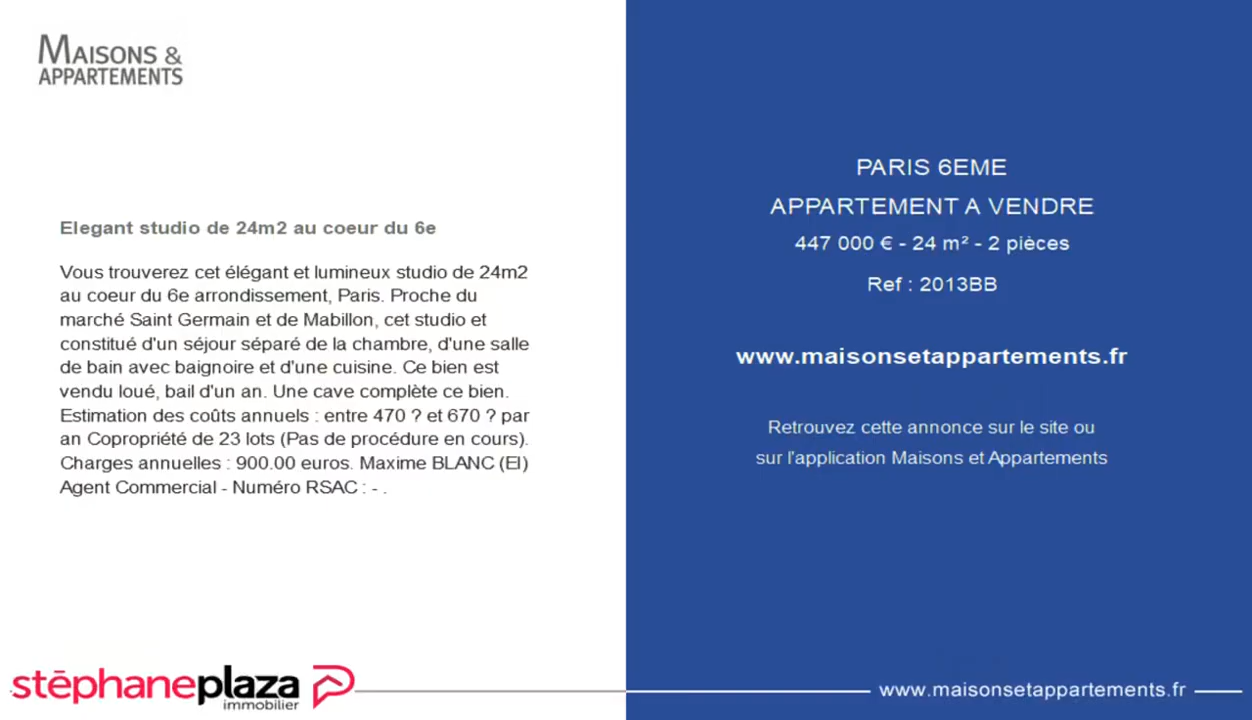 MAISONS &
APPARTEMENTS
Elegant studio de 24m2 au coeur du 6e
Vous trouverez cet élégant et lumineux studio de 24m2
au coeur du 6e arrondissement, Paris. Proche du
marché Saint Germain et de Mabillon, cet studio et
constitué d'un séjour séparé de la chambre, d'une salle
de bain avec baignoire et d'une cuisine. Ce bien est
vendu loué, bail d'un an. Une cave complète ce bien.
Estimation des coûts annuels : entre 470 ? et 670 ? par
an Copropriété de 23 lots (Pas de procédure en cours).
Charges annuelles : 900.00 euros. Maxime BLANC (EI)
Agent Commercial - Numéro RSAC : - .
stéphaneplaza
immobilier
PARIS 6EME
APPARTEMENT A VENDRE
447 000 € - 24 m² - 2 pièces
Ref : 2013BB
www.maisonsetappartements.fr
Retrouvez cette annonce sur le site ou
sur l'application Maisons et Appartements
www.maisonsetappartements.fr